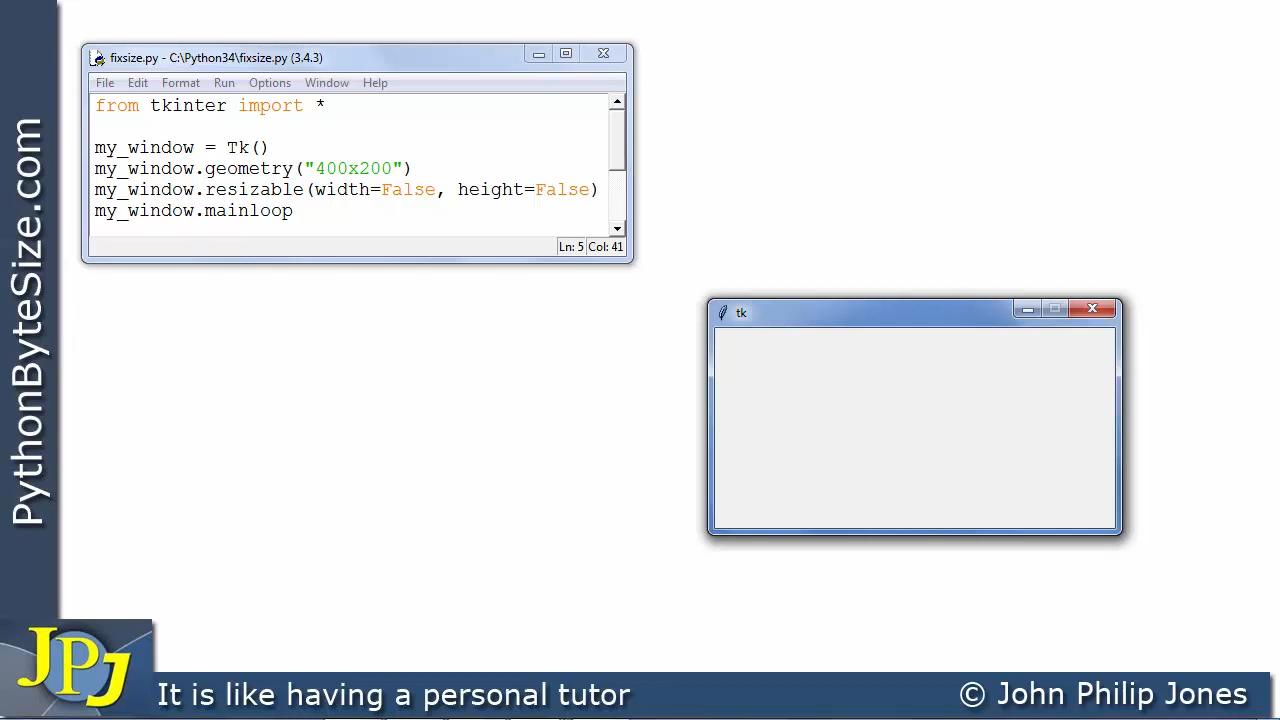 PythonByteSize.com
fixsize.py - C:\Python34\fixsize.py (3.4.3)
File Edit Format Run Options Window Help
from tkinter import *
my_window = Tk()
my_window.geometry("400x200")
my_window.resizable(width=False, height=False)
my_window.mainloop
Ln: 5 Col: 41
tk
JPJ
It is like having a personal tutor
© John Philip Jones